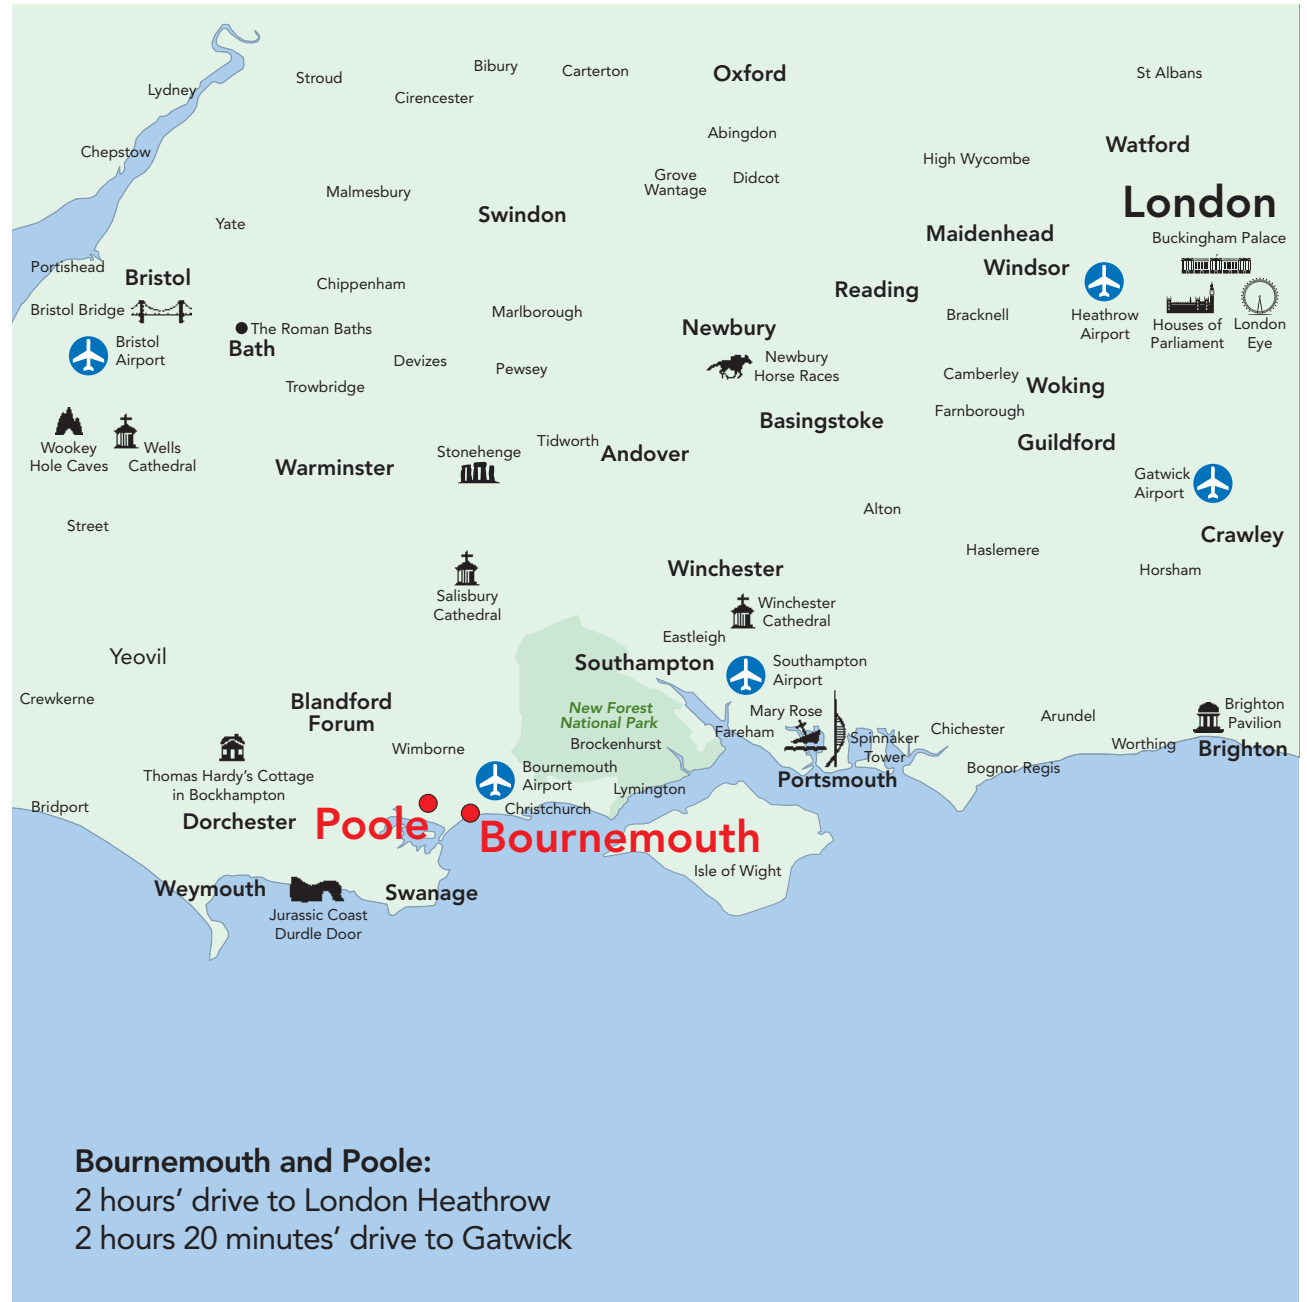 Bibury
Carterton
Oxford
St Albans
Stroud
Lydney
Cirencester
Abingdon
Watford
Chepstow
High Wycombe
Grove
Wantage
Didcot
Malmesbury
London
Swindon
Yate
Maidenhead
Buckingham Palace
Portishead
Bristol
Windsor
Chippenham
Reading
Bristol Bridge
Marlborough
Bracknell
Heathrow
Airport
Houses of
Parliament
London
Eye
The Roman Baths
Bath
Newbury
Bristol
Airport
Devizes
Pewsey
Newbury
Horse Races
Trowbridge
Camberley
Woking
Farnborough
Basingstoke
Wookey
Hole Caves
Wells
Cathedral
Tidworth
Guildford
Stonehenge
Andover
Warminster
Gatwick
Airport
Street
Alton
Crawley
Haslemere
Winchester
Horsham
Salisbury
Cathedral
Winchester
Cathedral
Eastleigh
Yeovil
Southampton
Southampton
Airport
Crewkerne
Blandford
Forum
New Forest
National Park
Mary Rose
Brighton
Pavilion
Arundel
Chichester
Fareham
Spinnaker
Tower
Brockenhurst
Wimborne
Worthing
Brighton
Thomas Hardy’s Cottage
in Bockhampton
Bournemouth
Airport
Bognor Regis
Portsmouth
Lymington
Bridport
Christchurch
Dorchester
Poole
Bournemouth
Isle of Wight
Weymouth
Swanage
Jurassic Coast
Durdle Door
Bournemouth and Poole:
2 hours’ drive to London Heathrow
2 hours 20 minutes’ drive to Gatwick